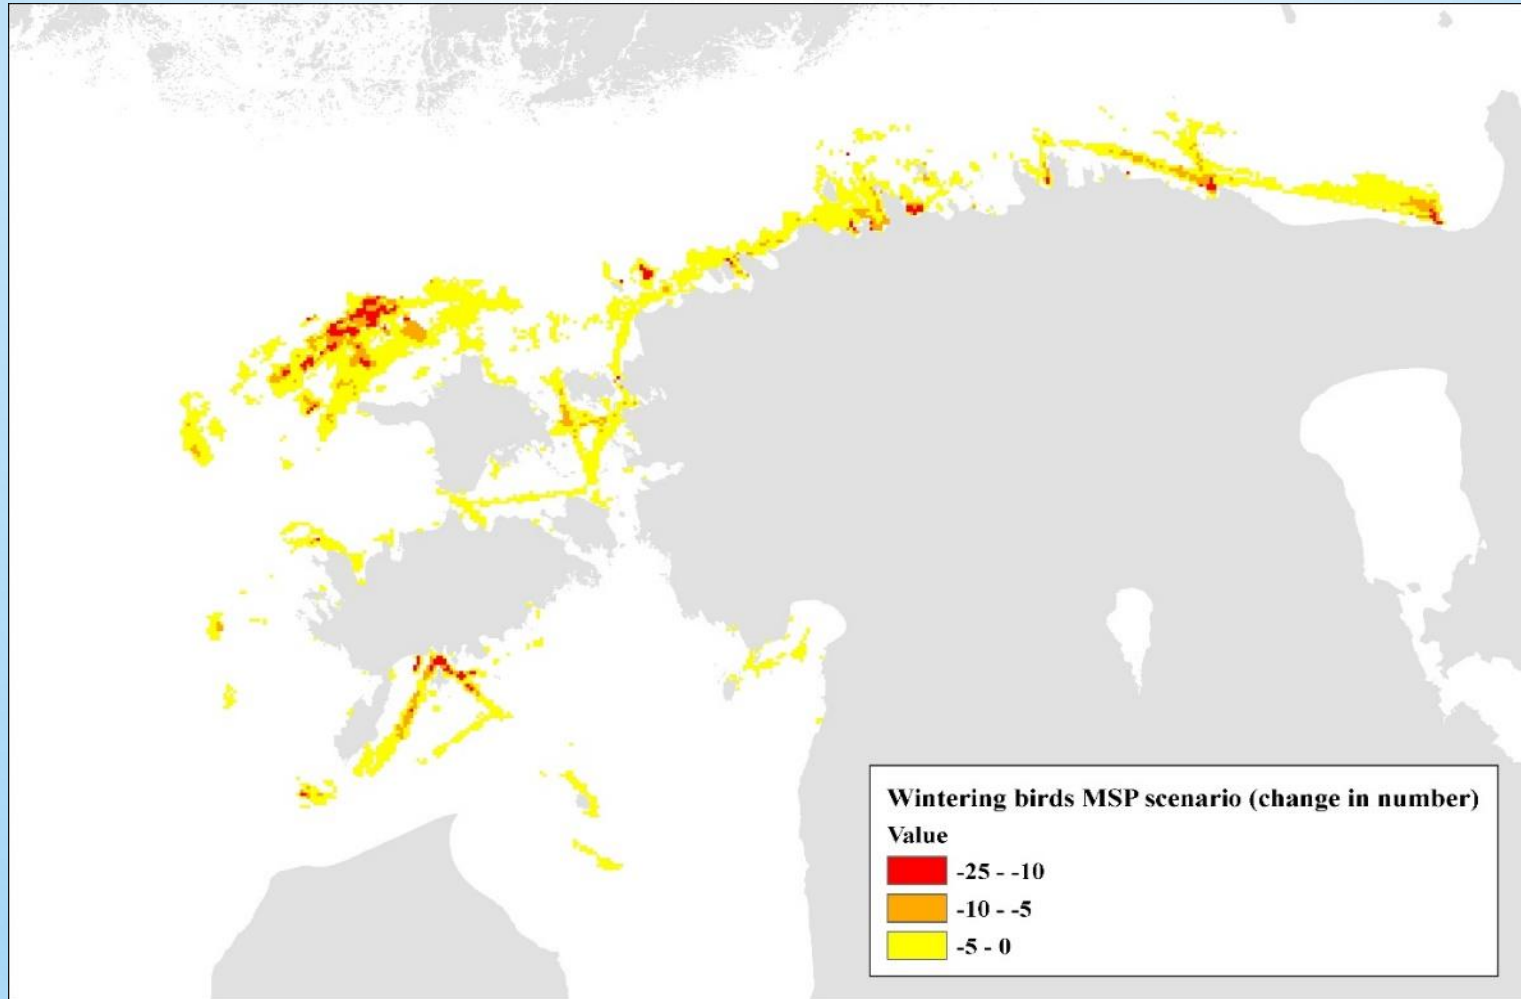 Wintering birds MSP scenario (change in number)
Value
-25 - -10
-10 - -5
-5 - 0